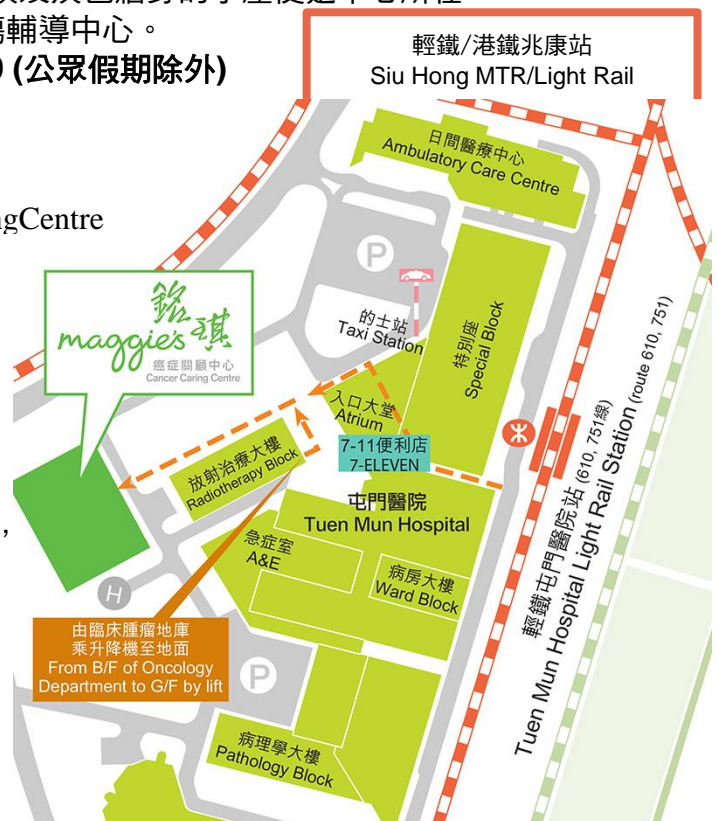 傷輔導中心。
(公眾假期除外)
輕鐵/港鐵兆康站
Siu Hong MTR/Light Rail
日間醫療中心
Ambulatory Care Centre
ngCentre
P
的士站
Taxi Station
特別座
Special Block
銘琪
maggie's
癌症關顧中心
Cancer Caring Centre
入口大堂
Atrium
7-11便利店
7-ELEVEN
放射治療大樓
Radiotherapy Block
屯門醫院
Tuen Mun Hospital
急症室
A&E
病房大樓
Ward Block
輕鐵屯門醫院站 (610, 751線)
Tuen Mun Hospital Light Rail Station (route 610, 751)
H
由臨床腫瘤地庫
乘升降機至地面
From B/F of Oncology
Department to G/F by lift
P
病理學大樓
Pathology Block